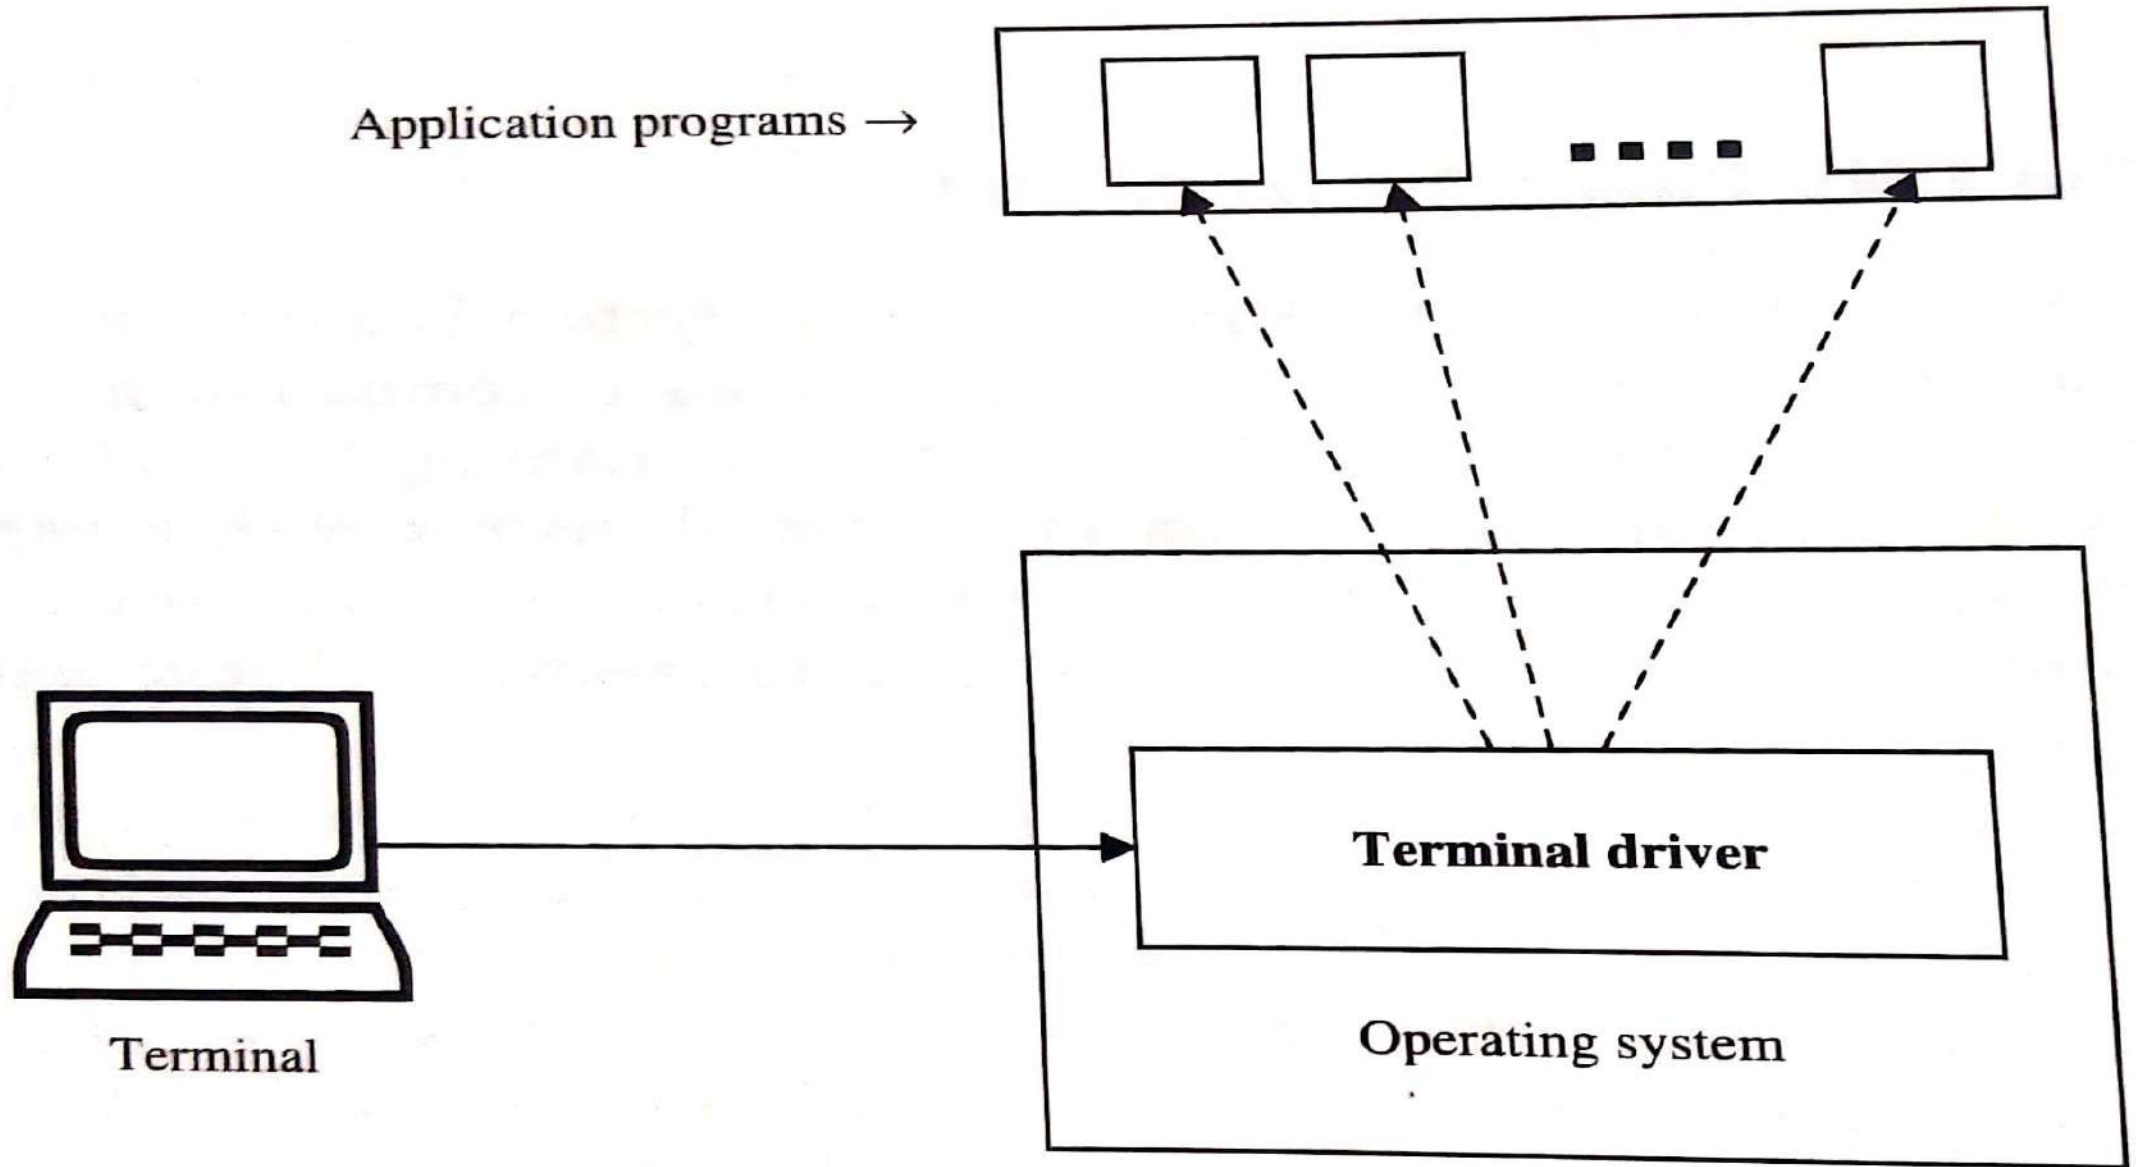 Application programs →
Terminal driver
Operating system
Terminal